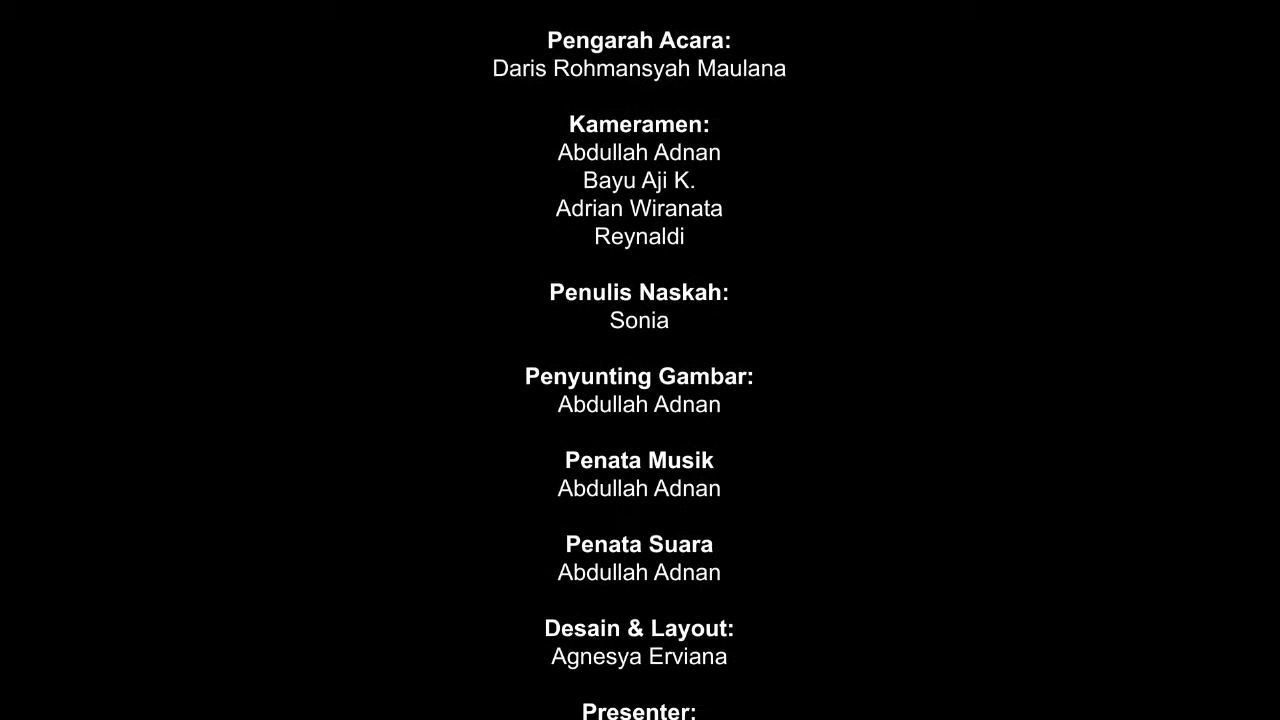 Pengarah Acara:
Daris Rohmansyah Maulana
Kameramen:
Abdullah Adnan
Bayu Aji K.
Adrian Wiranata
Reynaldi
Penulis Naskah:
Sonia
Penyunting Gambar:
Abdullah Adnan
Penata Musik
Abdullah Adnan
Penata Suara
Abdullah Adnan
Desain & Layout:
Agnesya Erviana
Presenter: